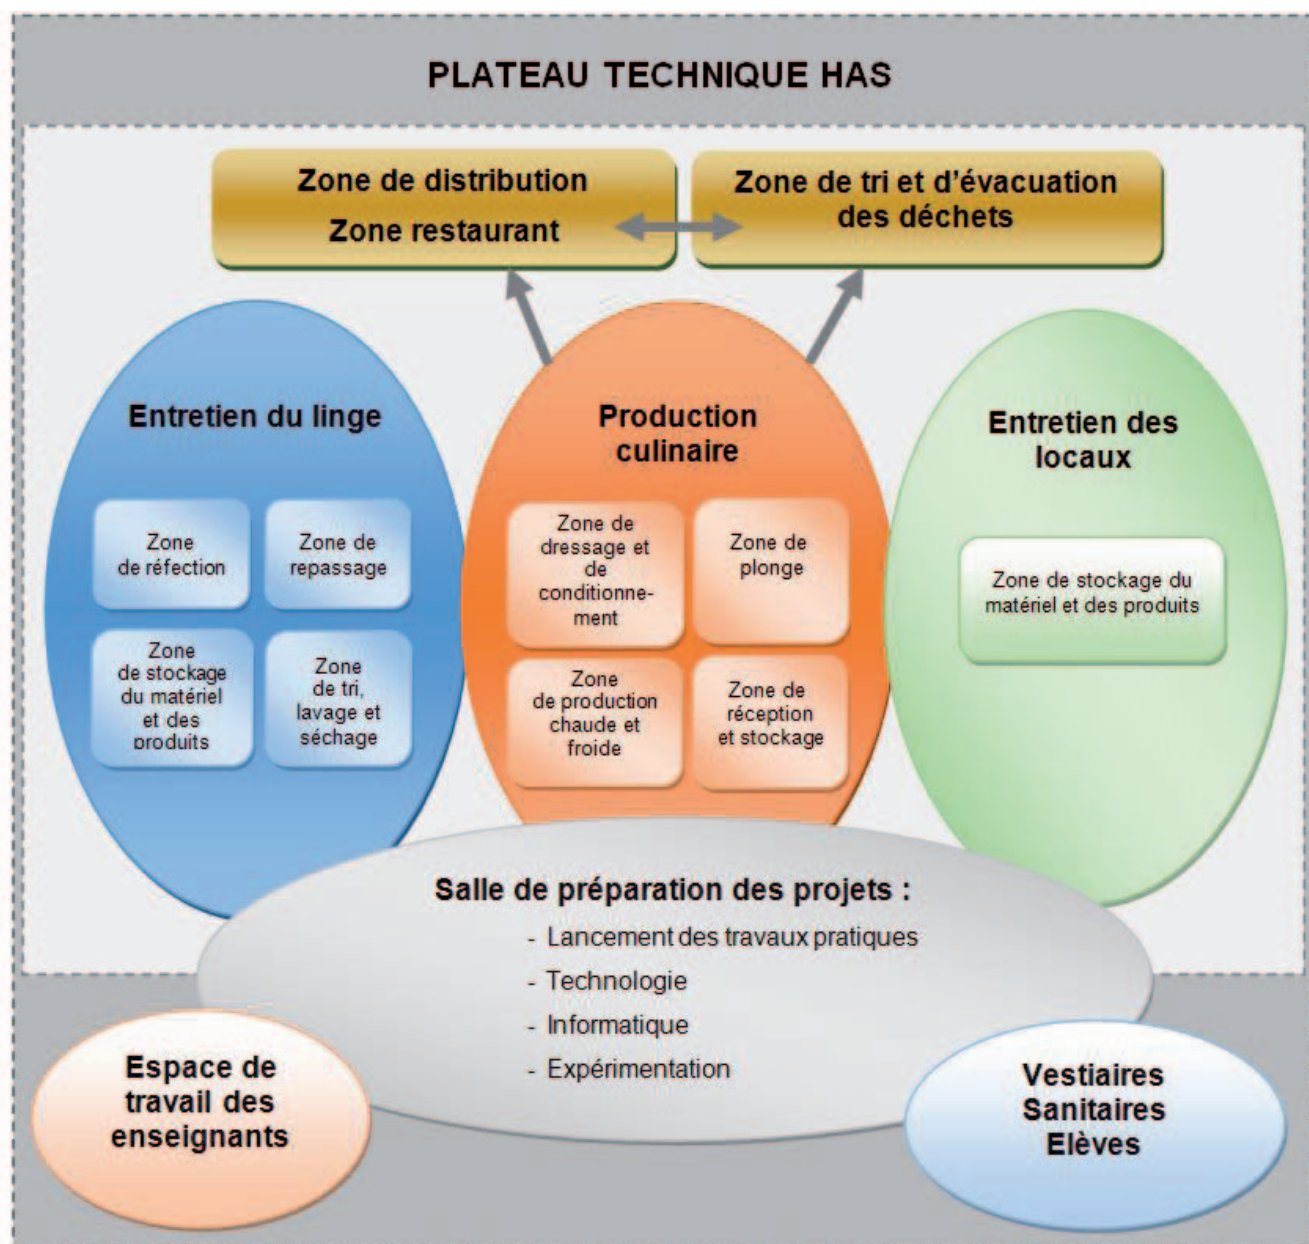 PLATEAU TECHNIQUE HAS
Zone de distribution
Zone restaurant
Zone de tri et d’évacuation
des déchets
Entretien du linge
Zone
de réfection
Zone de
repassage
Zone
de stockage
du matériel
et des
produits
Zone
de tri,
lavage et
séchage
Production
culinaire
Zone de
dressage et
de
conditionne-
ment
Zone de
plonge
Zone
de production
chaude et
froide
Zone de
réception
et stockage
Entretien des
locaux
Zone de stockage du
matériel et des produits
Salle de préparation des projets :
- Lancement des travaux pratiques
- Technologie
- Informatique
- Expérimentation
Espace de
travail des
enseignants
Vestiaires
Sanitaires
Elèves